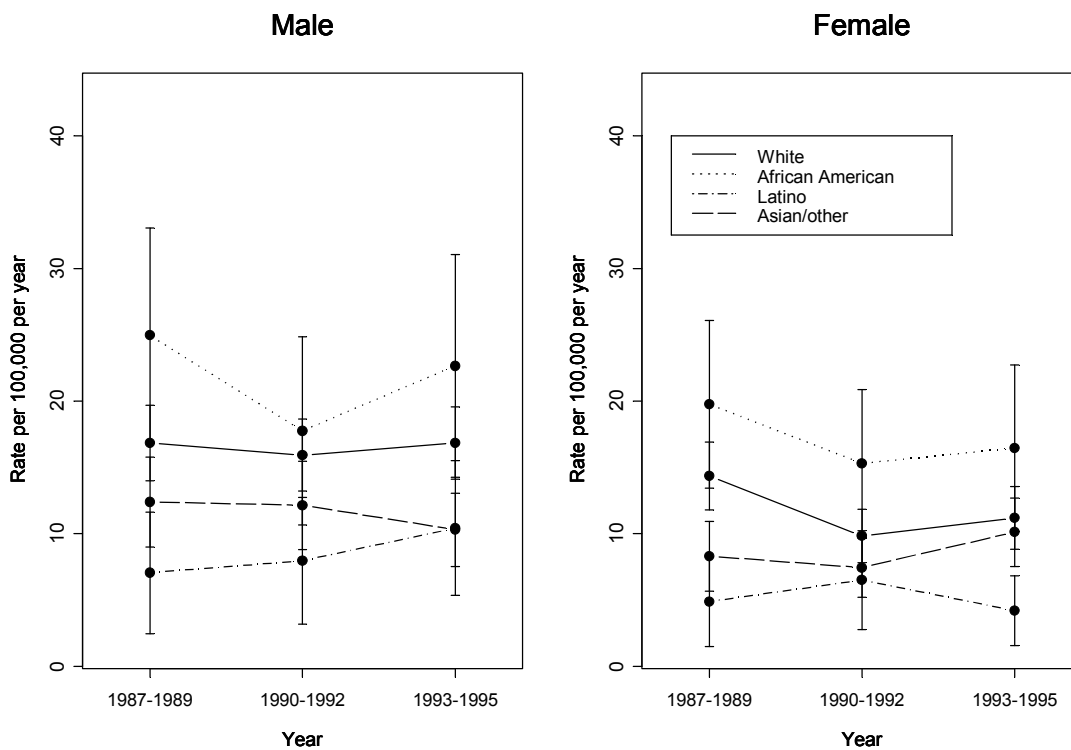 Male
Rate per 100,000 per year
40
30
20
10
0
1987-1989 1990-1992 1993-1995
Year
Female
Rate per 100,000 per year
40
30
20
10
0
White
African American
Latino
Asian/other
1987-1989 1990-1992 1993-1995
Year